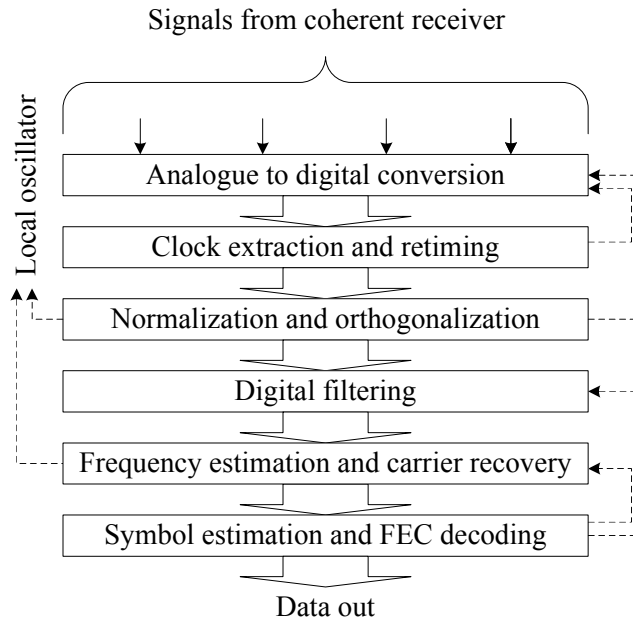 Signals from coherent receiver
Local oscillator
Analogue to digital conversion
Clock extraction and retiming
Normalization and orthogonalization
Digital filtering
Frequency estimation and carrier recovery
Symbol estimation and FEC decoding
Data out